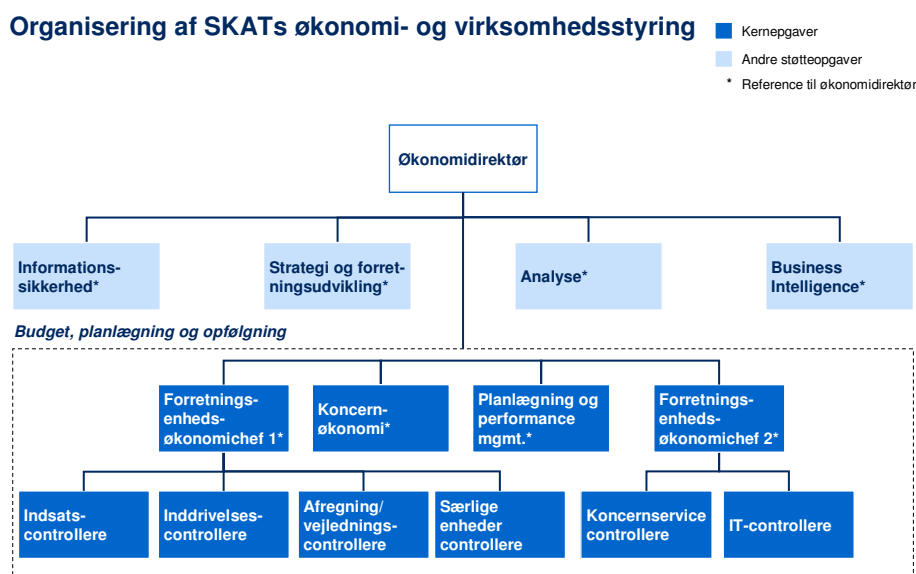 Organisering af SKATs økonomi- og virksomhedsstyring
Kernepgaver
Andre støtteopgaver
* Reference til økonomidirektør
Økonomidirektør
Informations-
sikkerhed*
Strategi og forret-
ningsudvikling*
Analyse*
Business
Intelligence*
Budget, planlægning og opfølgning
Forretnings-
enheds-
økonomichef 1*
Koncern-
økonomi*
Planlægning og
performance
mgmt.*
Forretnings-
enheds-
økonomichef 2*
Indsats-
controllere
Inddrivelses-
controllere
Afregning/
vejlednings-
controllere
Særlige
enheder
controllere
Koncernservice
controllere
IT-controllere